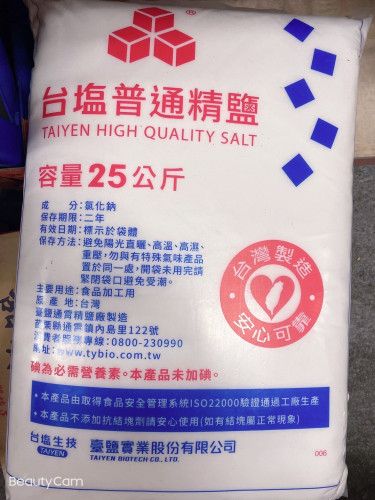 ®
台塩普通精鹽
TAIYEN HIGH QUALITY SALT
容量25公斤
成 分:氯化鈉
保存期限:二年
有效日期:標示於袋體
保存方法:避免陽光直曬、高溫、高濕、
重壓,勿與有特殊氣味產品
置於同一處,開袋未用完請
緊閉袋口避免受潮。
主要用途:食品加工用
原 產 地:台灣
臺鹽通霄精鹽廠製造
苗栗縣通霄鎮內島里122號
消費者服務專線:0800-230990
網址:www.tybio.com.tw
碘為必需營養素。本產品未加碘。
台灣製造
安心可靠
•本產品由取得食品安全管理系統ISO22000驗證通過工廠生產
•本產品不添加抗結塊劑請安心使用(如有結塊屬正常現象)
台塩生技 臺鹽實業股份有限公司
TAIYEN TAIYEN BIOTECH CO., LTD.
006
BeautyCam